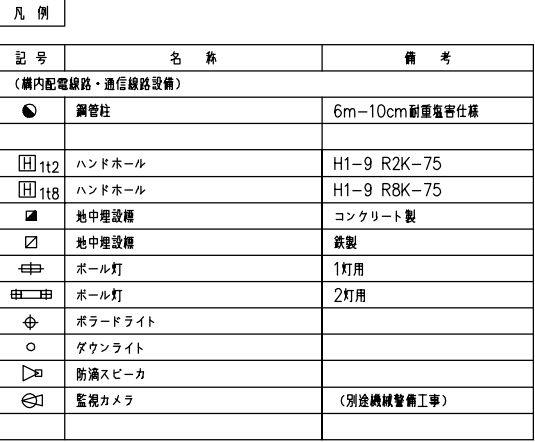 凡 例
記 号 名 称 備 考
（構内配電線路・通信線路設備）
鋼管柱 6m－10cm耐重塩害仕様
H 1t2 ハンドホール H1－9 R2K－75
H 1t8 ハンドホール H1－9 R8K－75
地中埋設標 コンクリート製
地中埋設標 鉄製
ポール灯 1灯用
ポール灯 2灯用
ボラードライト
ダウンライト
防滴スピーカ
監視カメラ （別途機械警備工事）